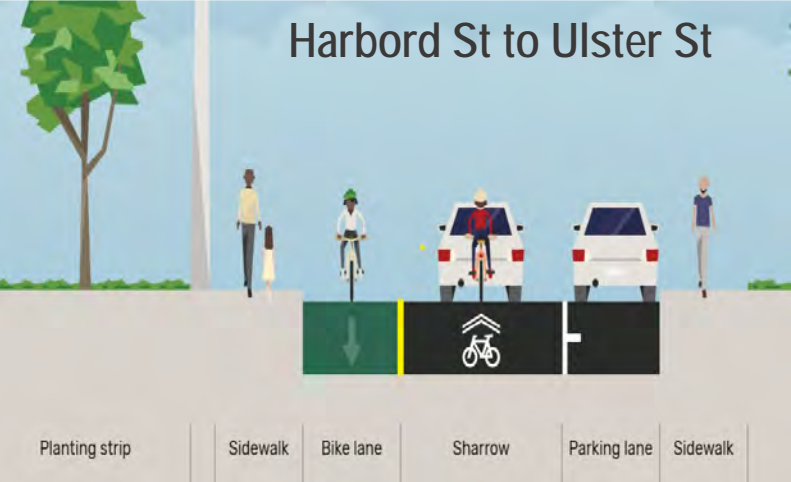 Harbord St to Ulster St
Planting strip
Sidewalk
Bike lane
Sharrow
Parking lane
Sidewalk